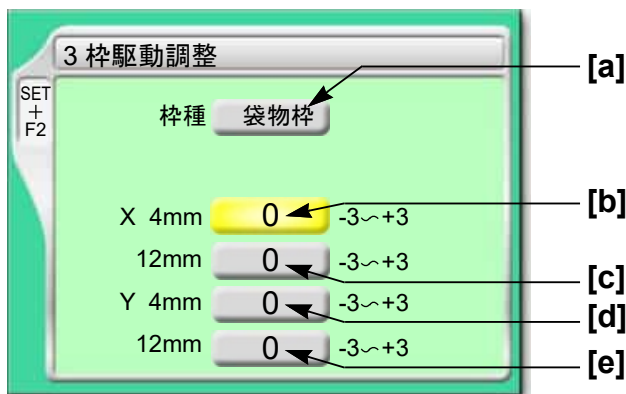 3 枠駆動調整
SET
+
F2
枠種 袋物枠
X 4mm 0 -3～+3
12mm 0 -3～+3
Y 4mm 0 -3～+3
12mm 0 -3～+3
[a]
[b]
[c]
[d]
[e]